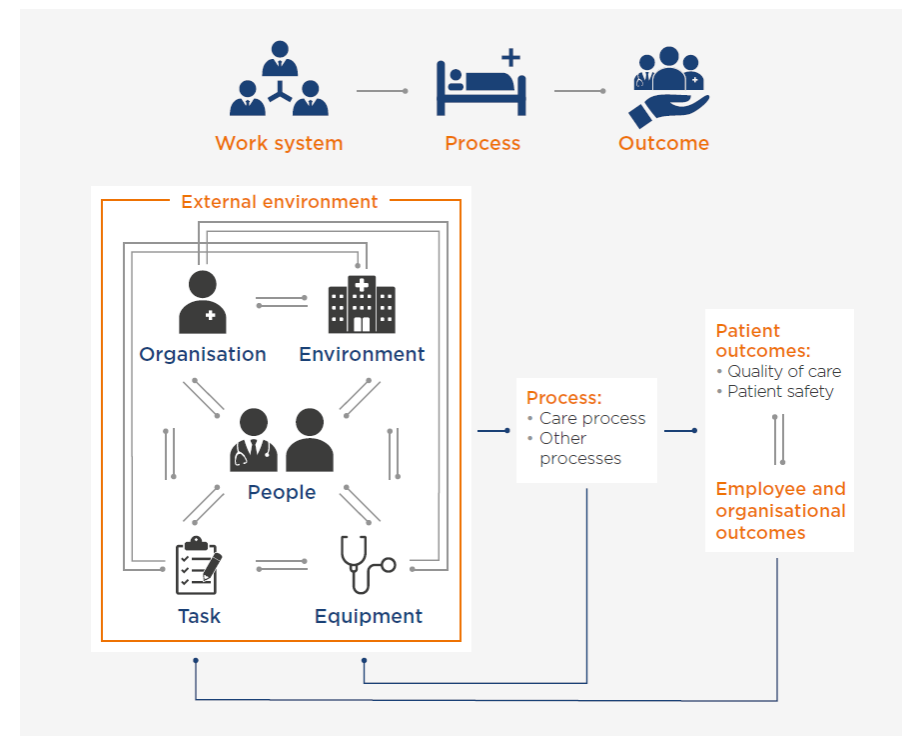 Work system
Process
Outcome
External environment
Organisation
Environment
People
Task
Equipment
Process:
• Care process
• Other
processes
Patient
outcomes:
• Quality of care
• Patient safety
Employee and
organisational
outcomes